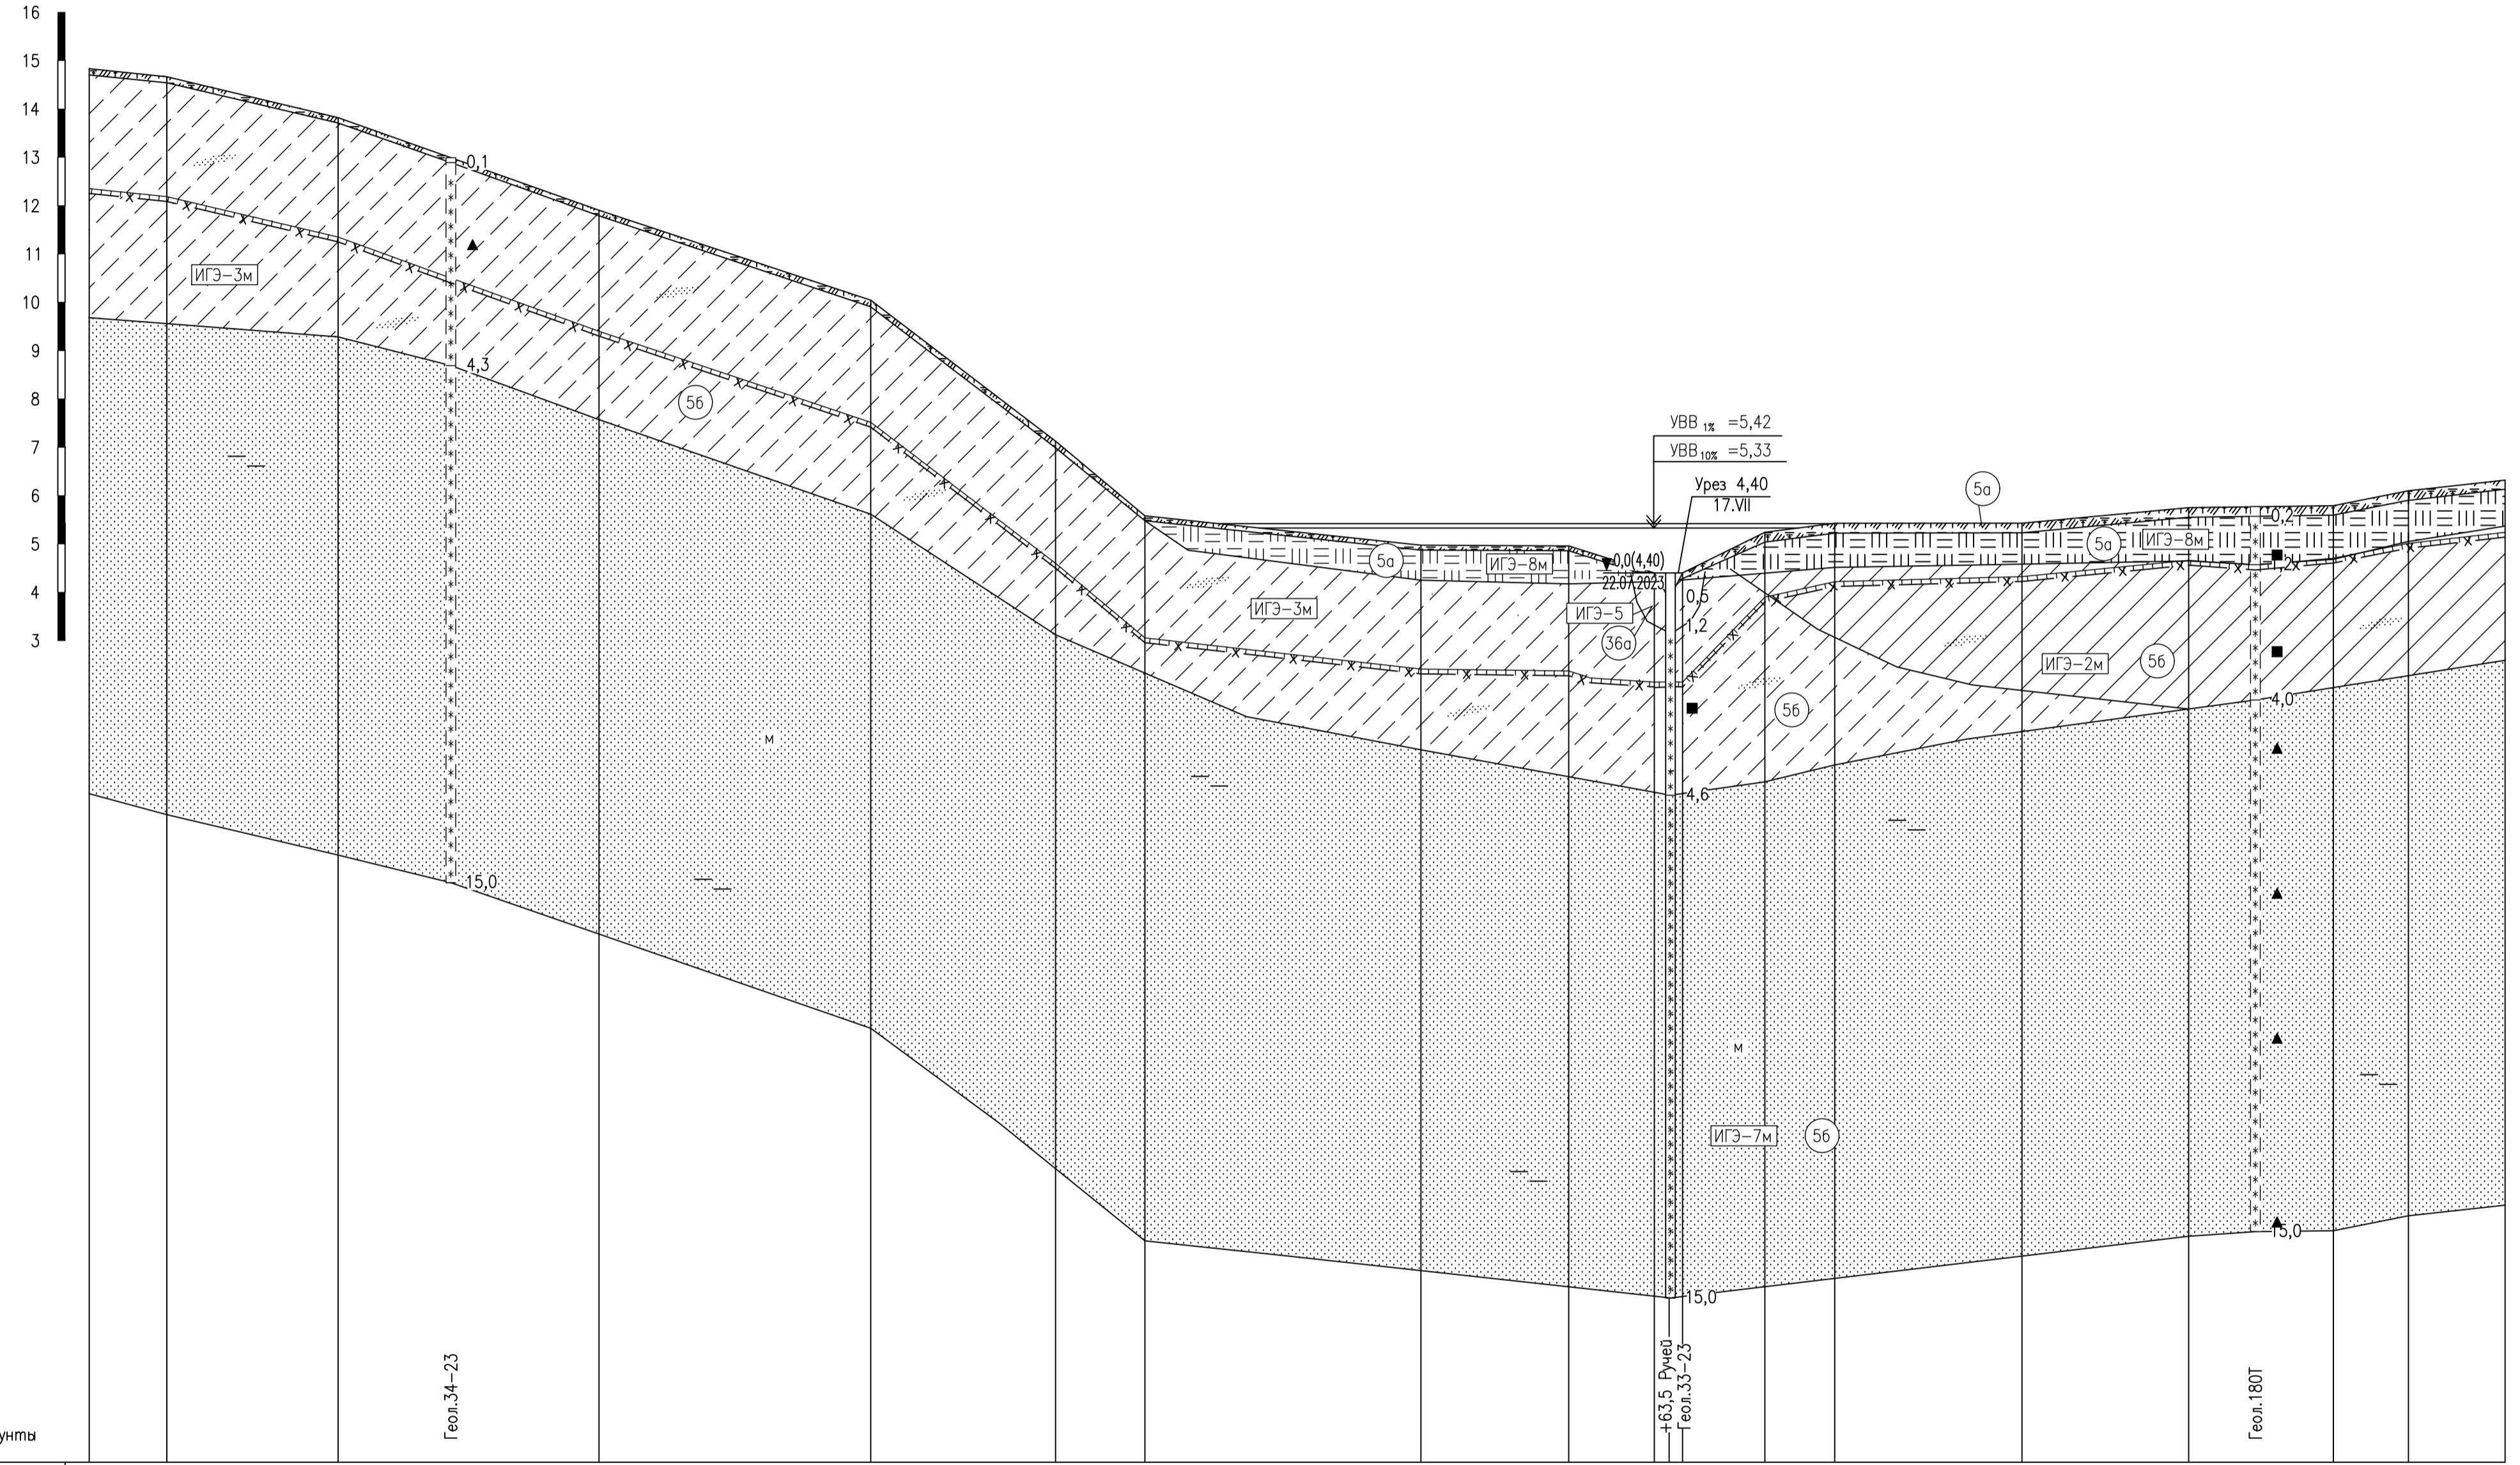 16
15
14
13
12
11
10
9
8
7
6
5
4
3
0,1
ИГЭ-3м
4,3
5б
м
15,0
УВВ 1% =5,42
УВВ 10% =5,33
Урез 4,40
17.VII
5а
0,2
5а
ИГЭ-8м
5а
ИГЭ-8м
0,0(4,40)
22.07.2023
1,2
0,5
ИГЭ-3м
ИГЭ-5
1,2
36а
ИГЭ-2м
5б
4,0
5б
4,6
м
ИГЭ-7м
5б
15,0
15,0
Геол.34-23
+63,5 Ручей
Геол.33-23
Геол.180Т
унты